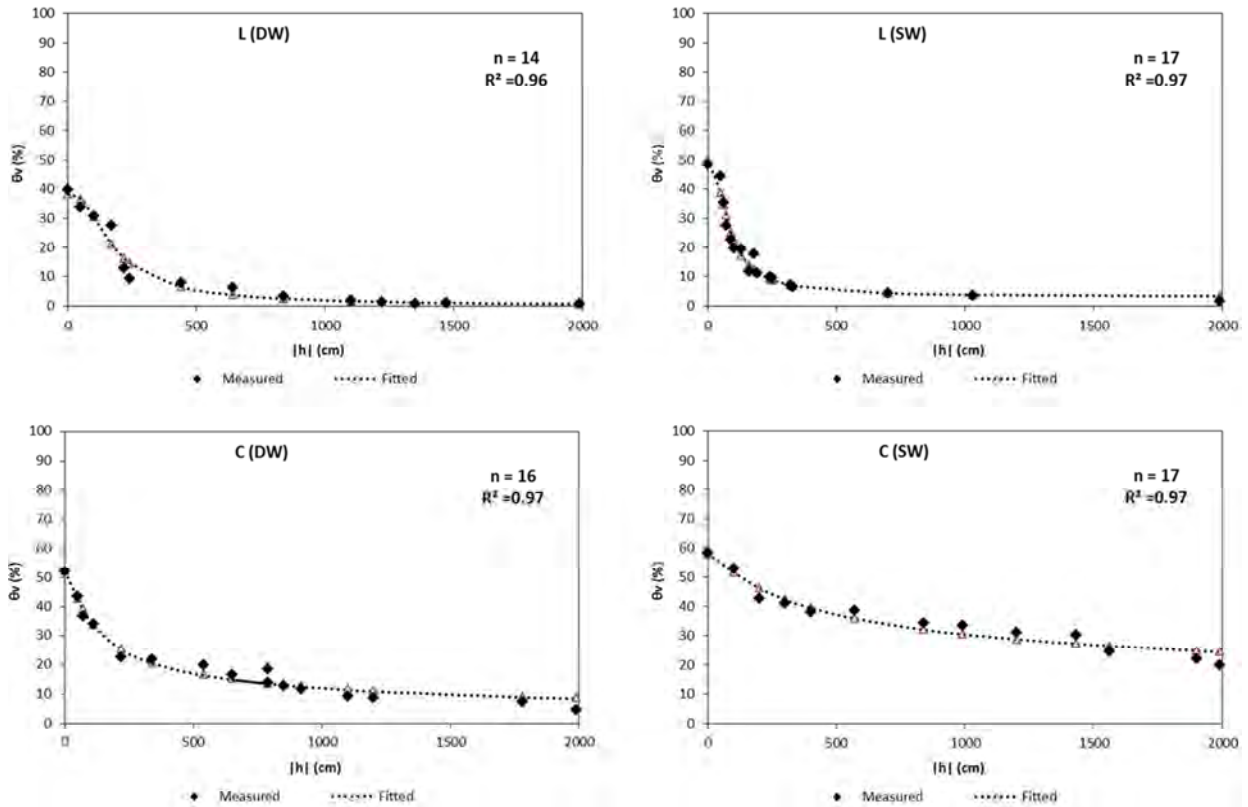 L (DW)
n = 14
R² =0.96
100
90
80
70
60
50
40
30
20
10
0
θv (%)
0 500 1000 1500 2000
|h| (cm)
Measured Fitted
L (SW)
n = 17
R² =0.97
100
90
80
70
60
50
40
30
20
10
0
θv (%)
0 500 1000 1500 2000
|h| (cm)
Measured Fitted
C (DW)
n = 16
R² =0.97
100
90
80
70
60
50
40
30
20
10
0
θv (%)
0 500 1000 1500 2000
|h| (cm)
Measured Fitted
C (SW)
n = 17
R² =0.97
100
90
80
70
60
50
40
30
20
10
0
θv (%)
0 500 1000 1500 2000
|h| (cm)
Measured Fitted